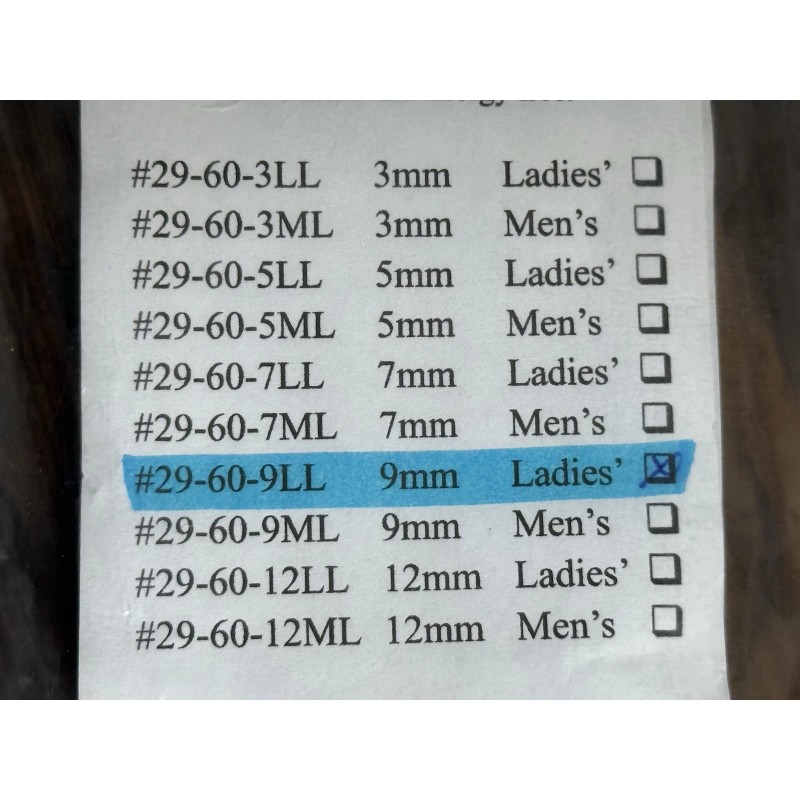 #29-60-3LL 3mm Ladies' ❏
#29-60-3ML 3mm Men's ❏
#29-60-5LL 5mm Ladies' ❏
#29-60-5ML 5mm Men's ❏
#29-60-7LL 7mm Ladies' ❏
#29-60-7ML 7mm Men's ❏
#29-60-9LL 9mm Ladies' ☒
#29-60-9ML 9mm Men's ❏
#29-60-12LL 12mm Ladies' ❏
#29-60-12ML 12mm Men's ❏